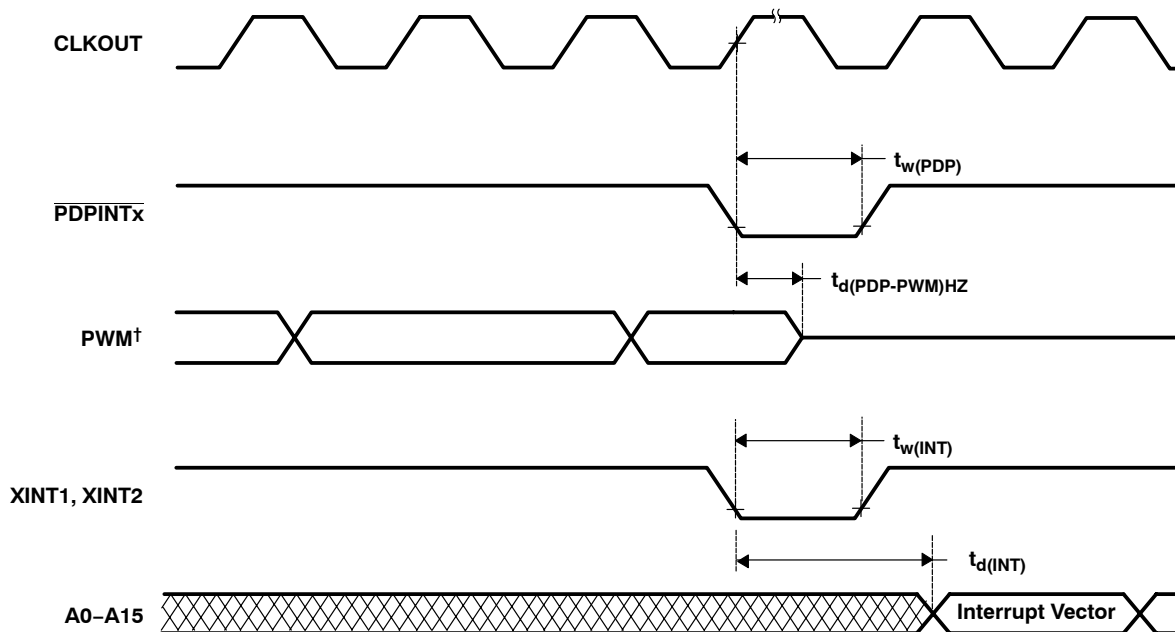 CLKOUT
tw(PDP)
PDPINTx
td(PDP-PWM)HZ
PWM†
tw(INT)
XINT1, XINT2
td(INT)
A0–A15
Interrupt Vector